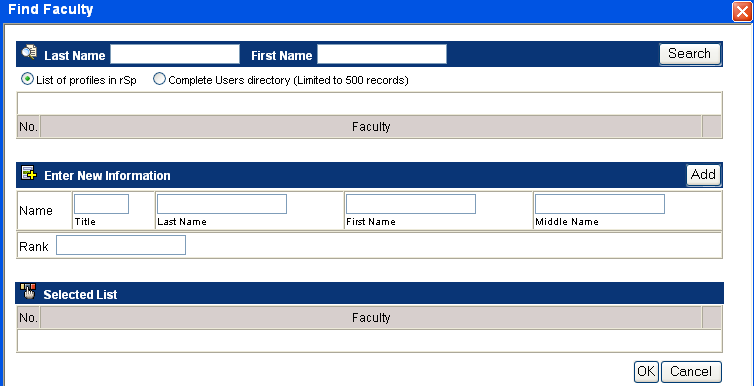 Find Faculty
Last Name First Name Search
List of profiles in rSp Complete Users directory (Limited to 500 records)
No. Faculty
Enter New Information Add
Name
Title Last Name First Name Middle Name
Rank
Selected List
No. Faculty
OK Cancel